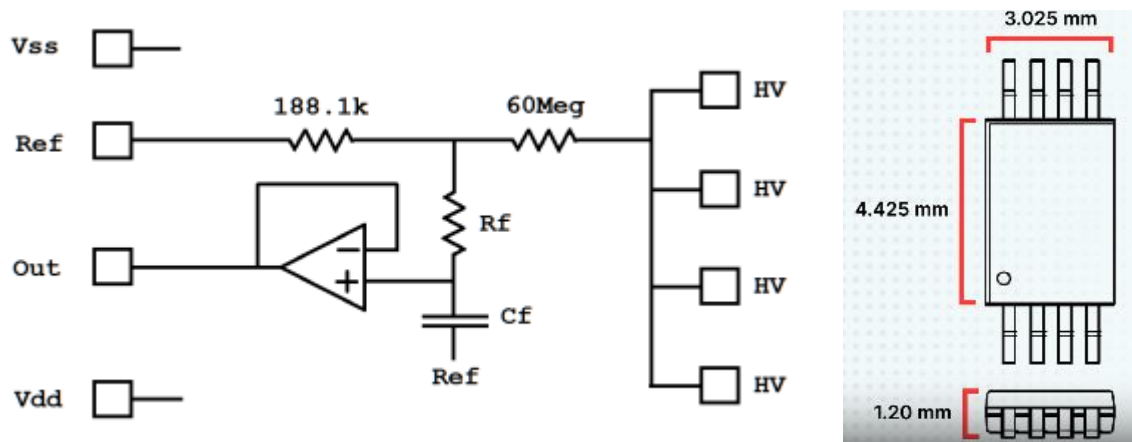 Vss
188.1k
60Meg
HV
Ref
HV
Rf
Out
−
+
HV
Cf
Ref
Vdd
HV
3.025 mm
4.425 mm
1.20 mm